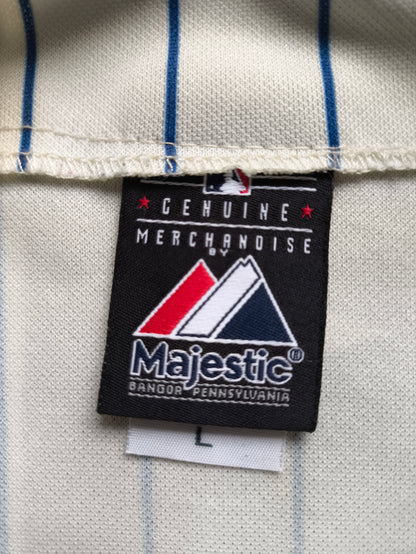 GENUINE
MERCHANDISE
BY
Majestic®
BANGOR PENNSYLVANIA
L